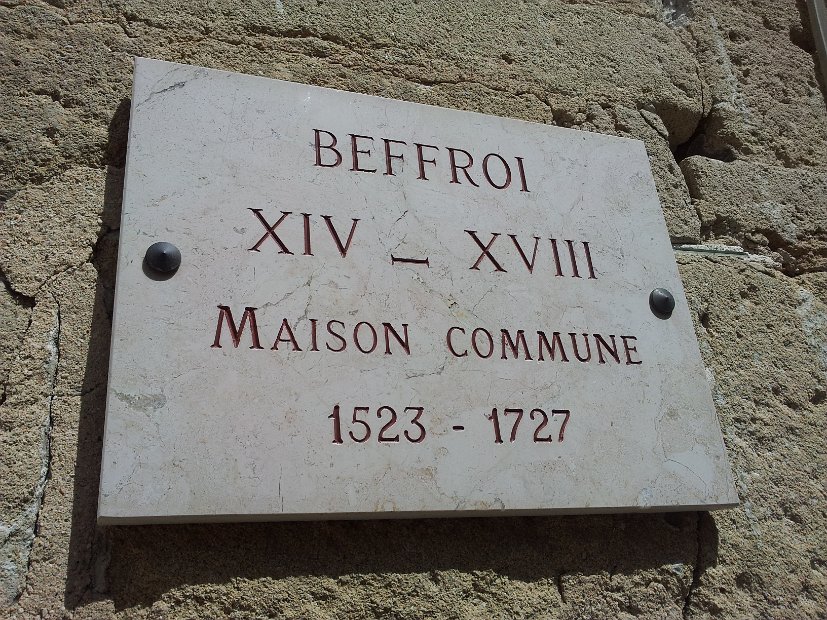 BEFFROI
XIV - XVIII
MAISON COMMUNE
1523 - 1727